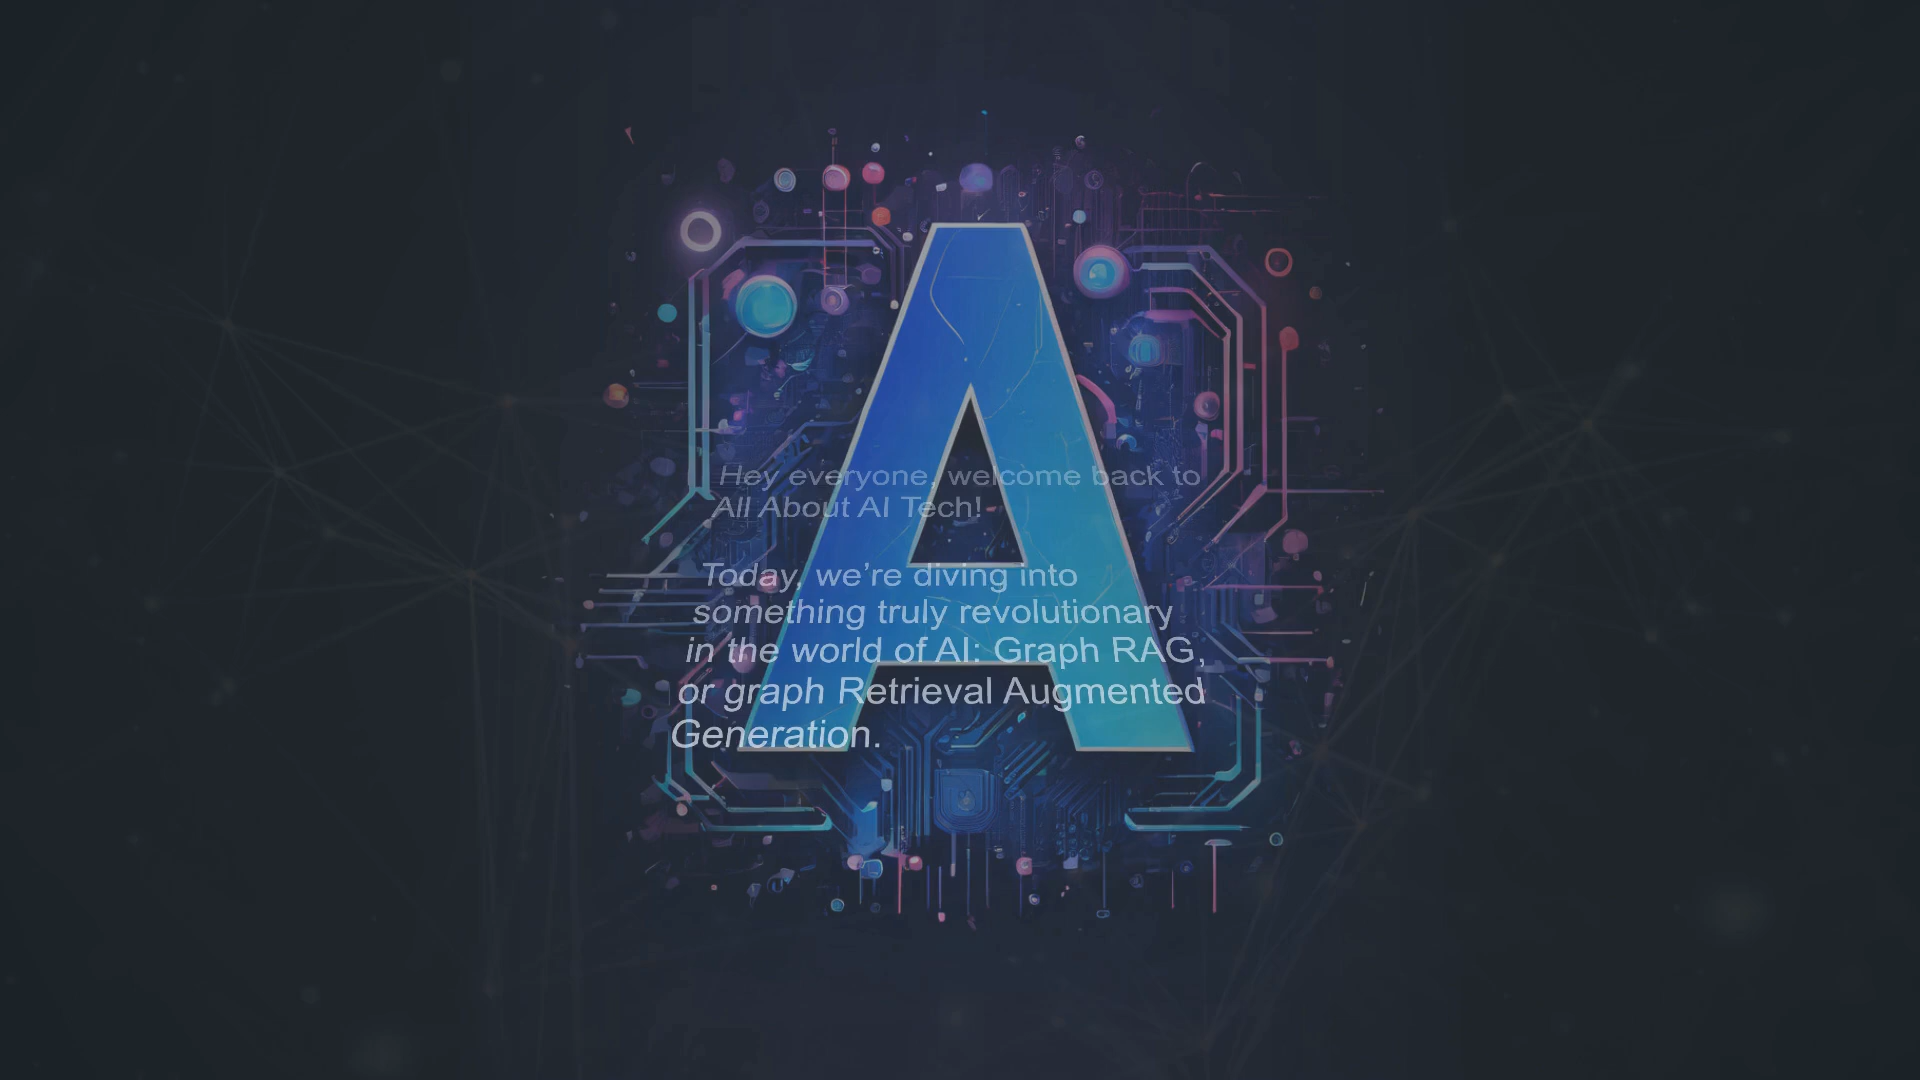 A
Hey everyone, welcome back to
All About AI Tech!
Today, we’re diving into
something truly revolutionary
in the world of AI: Graph RAG,
or graph Retrieval Augmented
Generation.